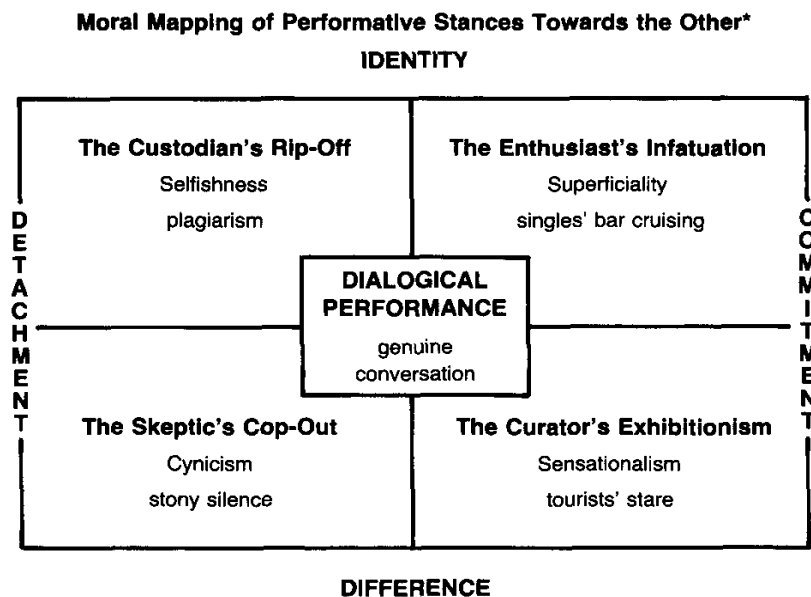 Moral Mapping of Performative Stances Towards the Other*
IDENTITY
The Custodian's Rip-Off
Selfishness
plagiarism
The Enthusiast's Infatuation
Superficiality
singles' bar cruising
DETACHMENT
DIALOGICAL
PERFORMANCE
genuine
conversation
COMMITMENT
The Skeptic's Cop-Out
Cynicism
stony silence
The Curator's Exhibitionism
Sensationalism
tourists' stare
DIFFERENCE